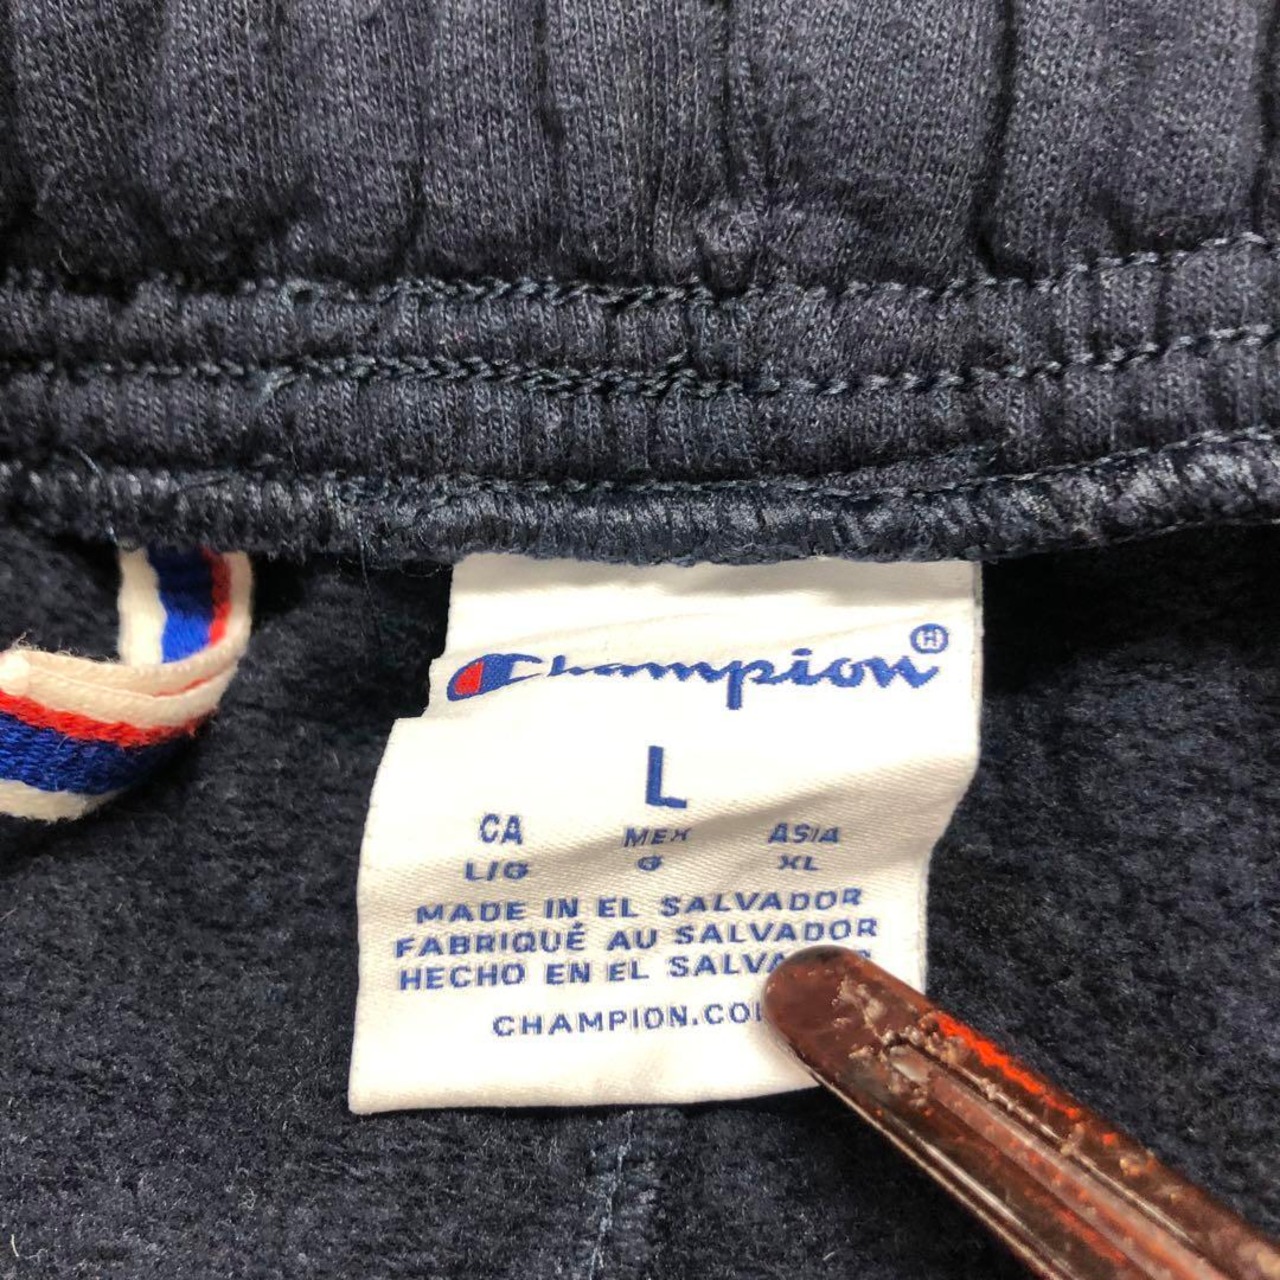 Champion®
L
CA MEX ASIA
L/G G XL
MADE IN EL SALVADOR
FABRIQUÉ AU SALVADOR
HECHO EN EL
CHAMPION.CO